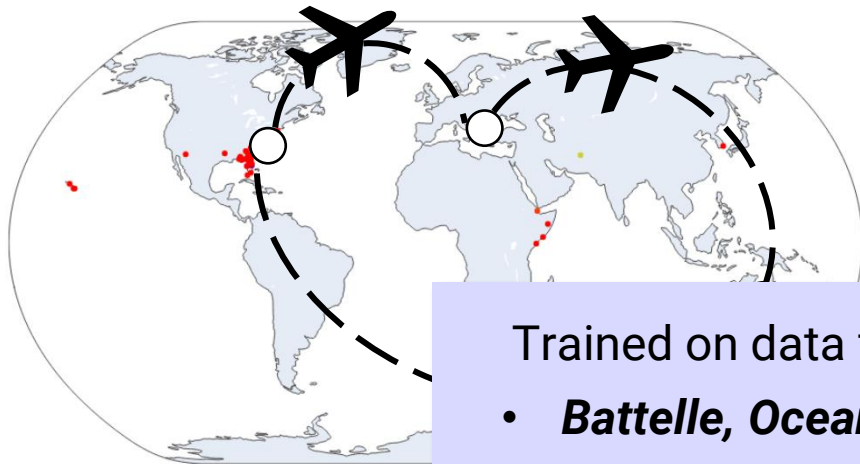 Trained on data
• Battelle,